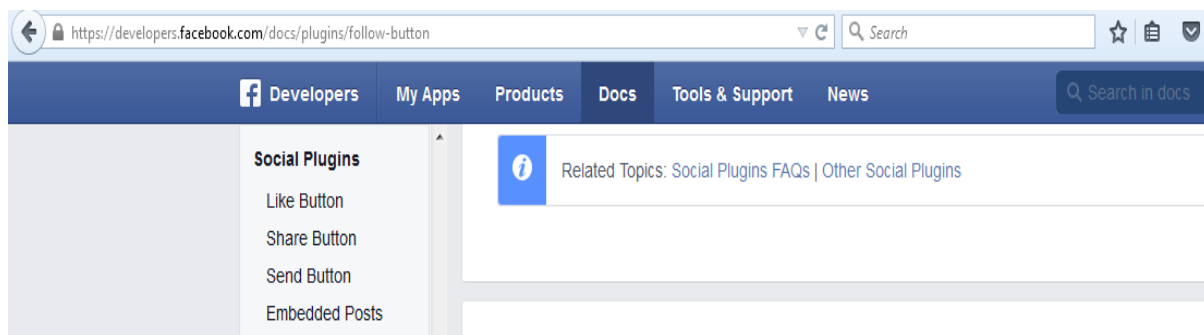 https://developers.facebook.com/docs/plugins/follow-button
Search
Developers My Apps Products Docs Tools & Support News
Search in docs
Social Plugins
Like Button
Share Button
Send Button
Embedded Posts
Related Topics: Social Plugins FAQs | Other Social Plugins